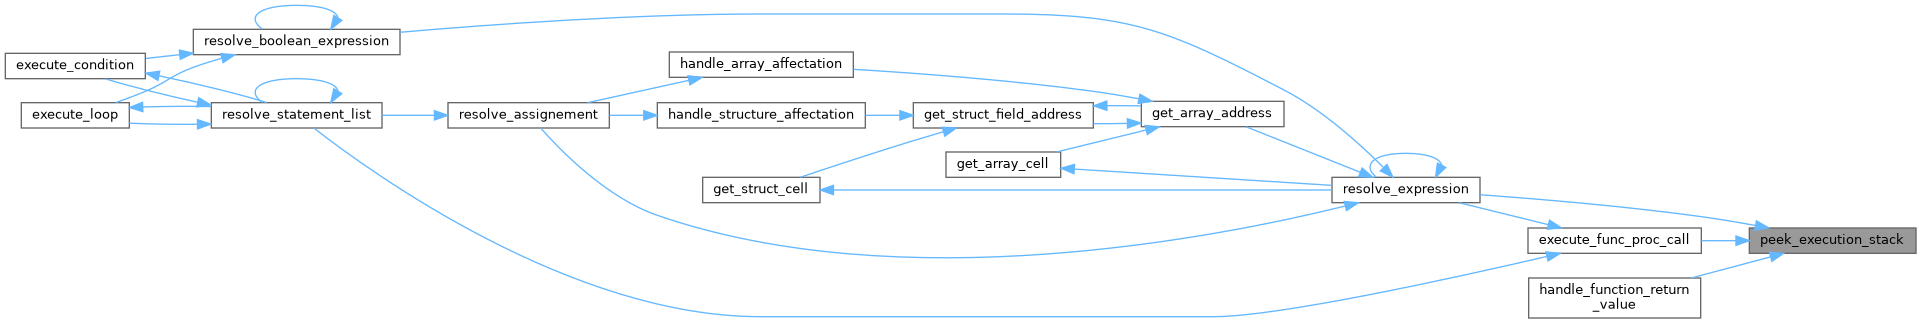 resolve_boolean_expression
execute_condition
handle_array_affectation
execute_loop
resolve_statement_list
resolve_assignement
handle_structure_affectation
get_struct_field_address
get_array_address
get_array_cell
get_struct_cell
resolve_expression
execute_func_proc_call
peek_execution_stack
handle_function_return
_value